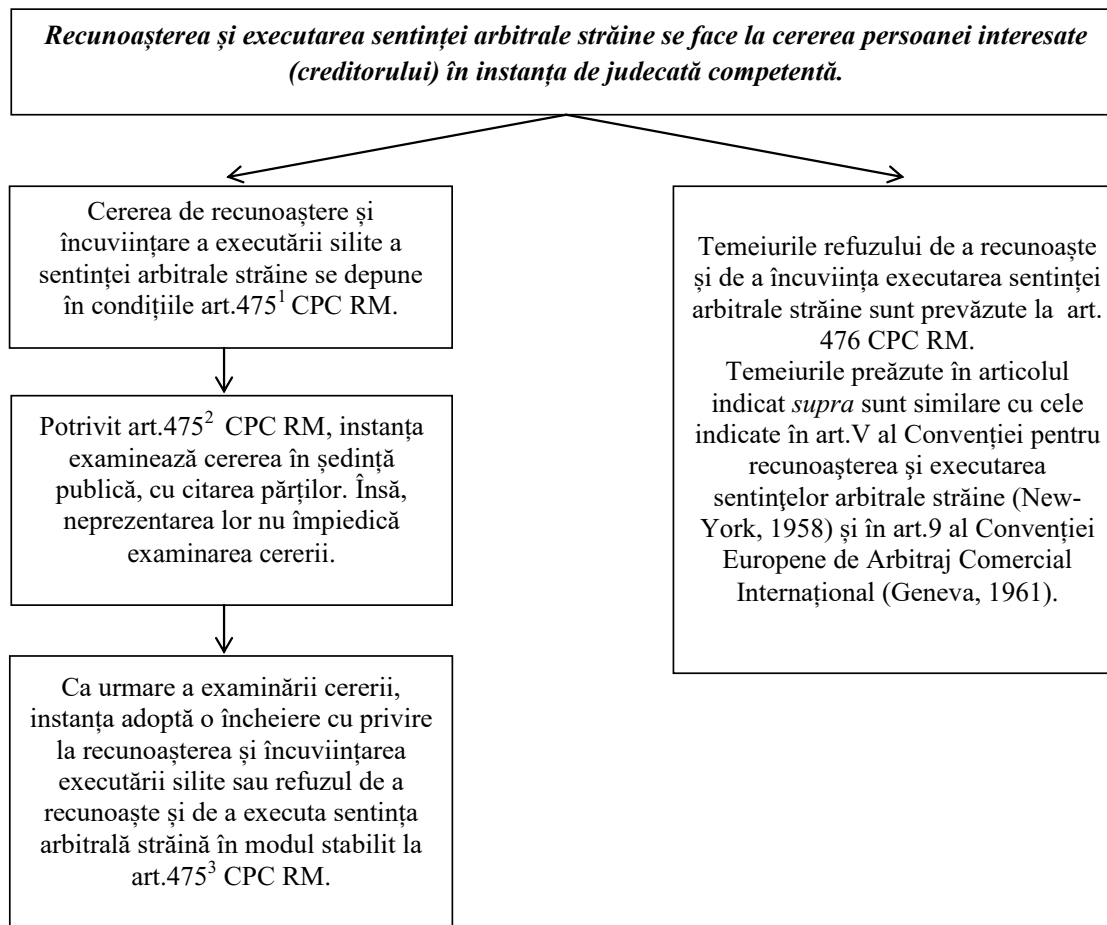 Recunoașterea și executarea sentinței arbitrale străine se face la cererea persoanei interesate
(creditorului) în instanța de judecată competentă.
Cererea de recunoaștere și
încuviințare a executării silite a
sentinței arbitrale străine se depune
în condițiile art.475¹ CPC RM.
Potrivit art.475² CPC RM, instanța
examinează cererea în ședință
publică, cu citarea părților. Însă,
neprezentarea lor nu împiedică
examinarea cererii.
Ca urmare a examinării cererii,
instanța adoptă o încheiere cu privire
la recunoașterea și încuviințarea
executării silite sau refuzul de a
recunoaște și de a executa sentința
arbitrală străină în modul stabilit la
art.475³ CPC RM.
Temeiurile refuzului de a recunoaște
și de a încuviința executarea sentinței
arbitrale străine sunt prevăzute la art.
476 CPC RM.
Temeiurile preăzute în articolul
indicat supra sunt similare cu cele
indicate în art.V al Convenției pentru
recunoaşterea şi executarea
sentinţelor arbitrale străine (New-
York, 1958) și în art.9 al Convenției
Europene de Arbitraj Comercial
Internațional (Geneva, 1961).